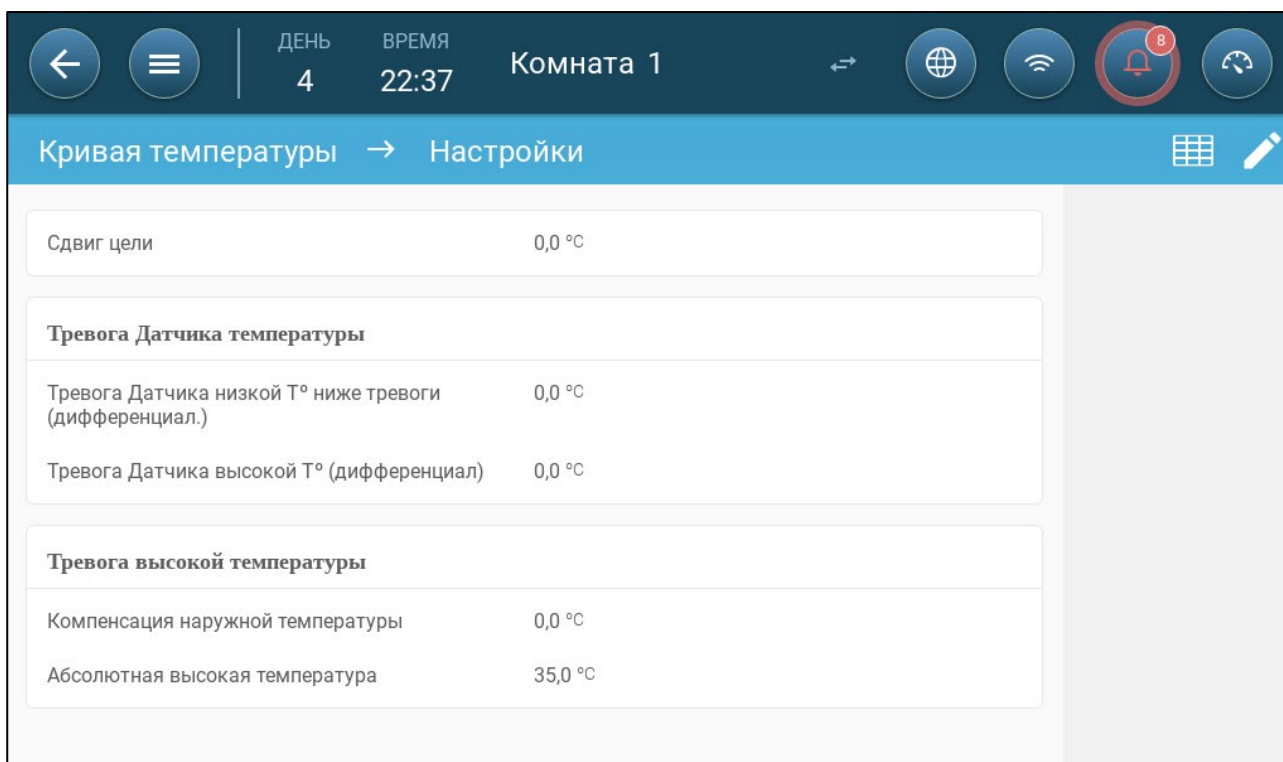 ДЕНЬ ВРЕМЯ
4 22:37 Комната 1 8
Кривая температуры → Настройки
Сдвиг цели 0,0 °C
Тревога Датчика температуры
Тревога Датчика низкой Tº ниже тревоги 0,0 °C
(дифференциал.)
Тревога Датчика высокой Tº (дифференциал) 0,0 °C
Тревога высокой температуры
Компенсация наружной температуры 0,0 °C
Абсолютная высокая температура 35,0 °C